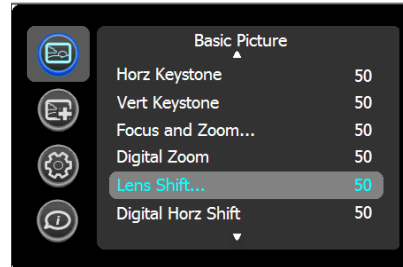 Basic Picture
Horz Keystone 50
Vert Keystone 50
Focus and Zoom... 50
Digital Zoom 50
Lens Shift... 50
Digital Horz Shift 50